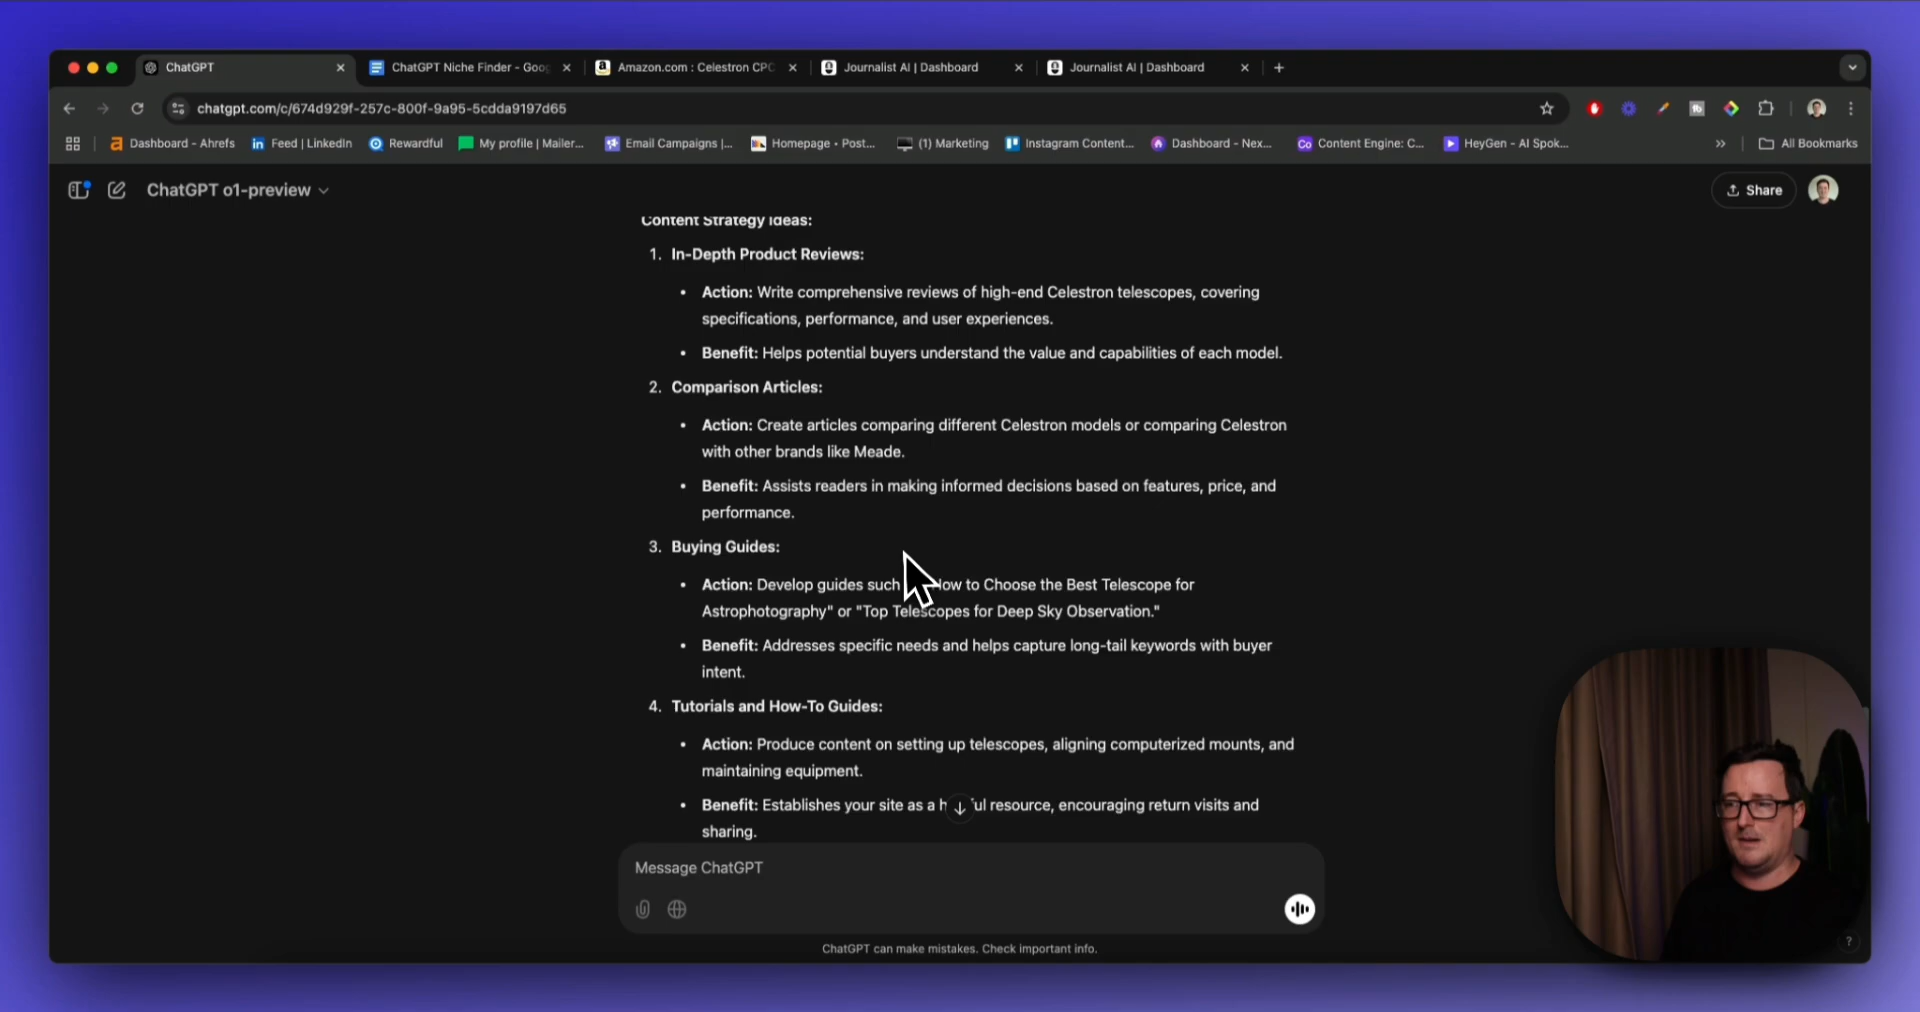 ChatGPT
ChatGPT Niche Finder - Goog
Amazon.com : Celestron CPC
Journalist AI | Dashboard
Journalist AI | Dashboard
chatgpt.com/c/674d929f-257c-800f-9a95-5cdda9197d65
Dashboard - Ahrefs
Feed | LinkedIn
Rewardful
My profile | Mailer...
Email Campaigns |...
Homepage • Post...
(1) Marketing
Instagram Content...
Dashboard - Nex...
Content Engine: C...
HeyGen - AI Spok...
All Bookmarks
ChatGPT o1-preview
Share
Content Strategy Ideas:
1. In-Depth Product Reviews:
• Action: Write comprehensive reviews of high-end Celestron telescopes, covering
specifications, performance, and user experiences.
• Benefit: Helps potential buyers understand the value and capabilities of each model.
2. Comparison Articles:
• Action: Create articles comparing different Celestron models or comparing Celestron
with other brands like Meade.
• Benefit: Assists readers in making informed decisions based on features, price, and
performance.
3. Buying Guides:
• Action: Develop guides such How to Choose the Best Telescope for
Astrophotography" or "Top Telescopes for Deep Sky Observation."
• Benefit: Addresses specific needs and helps capture long-tail keywords with buyer
intent.
4. Tutorials and How-To Guides:
• Action: Produce content on setting up telescopes, aligning computerized mounts, and
maintaining equipment.
• Benefit: Establishes your site as a resource, encouraging return visits and
sharing.
Message ChatGPT
ChatGPT can make mistakes. Check important info.
?